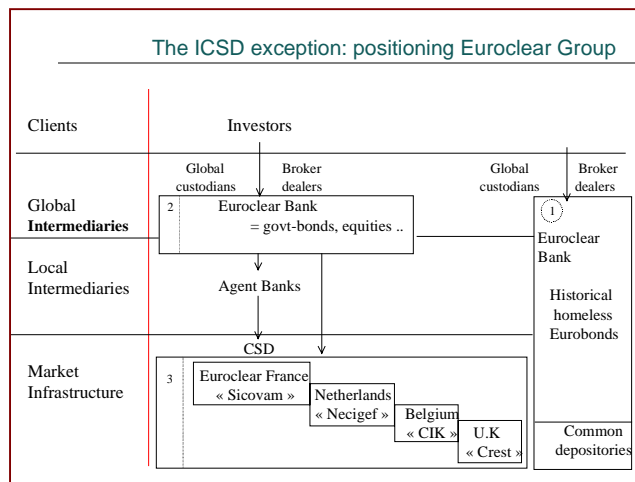 The ICSD exception: positioning Euroclear Group
Clients
Investors
Global custodians
Broker dealers
Global custodians
Broker dealers
Global
Intermediaries
2
Euroclear Bank
= govt-bonds, equities ..
1
Euroclear
Bank
Historical
homeless
Eurobonds
Local
Intermediaries
Agent Banks
CSD
Market
Infrastructure
3
Euroclear France
« Sicovam »
Netherlands
« Necigef »
Belgium
« CIK »
U.K
« Crest »
Common
depositories